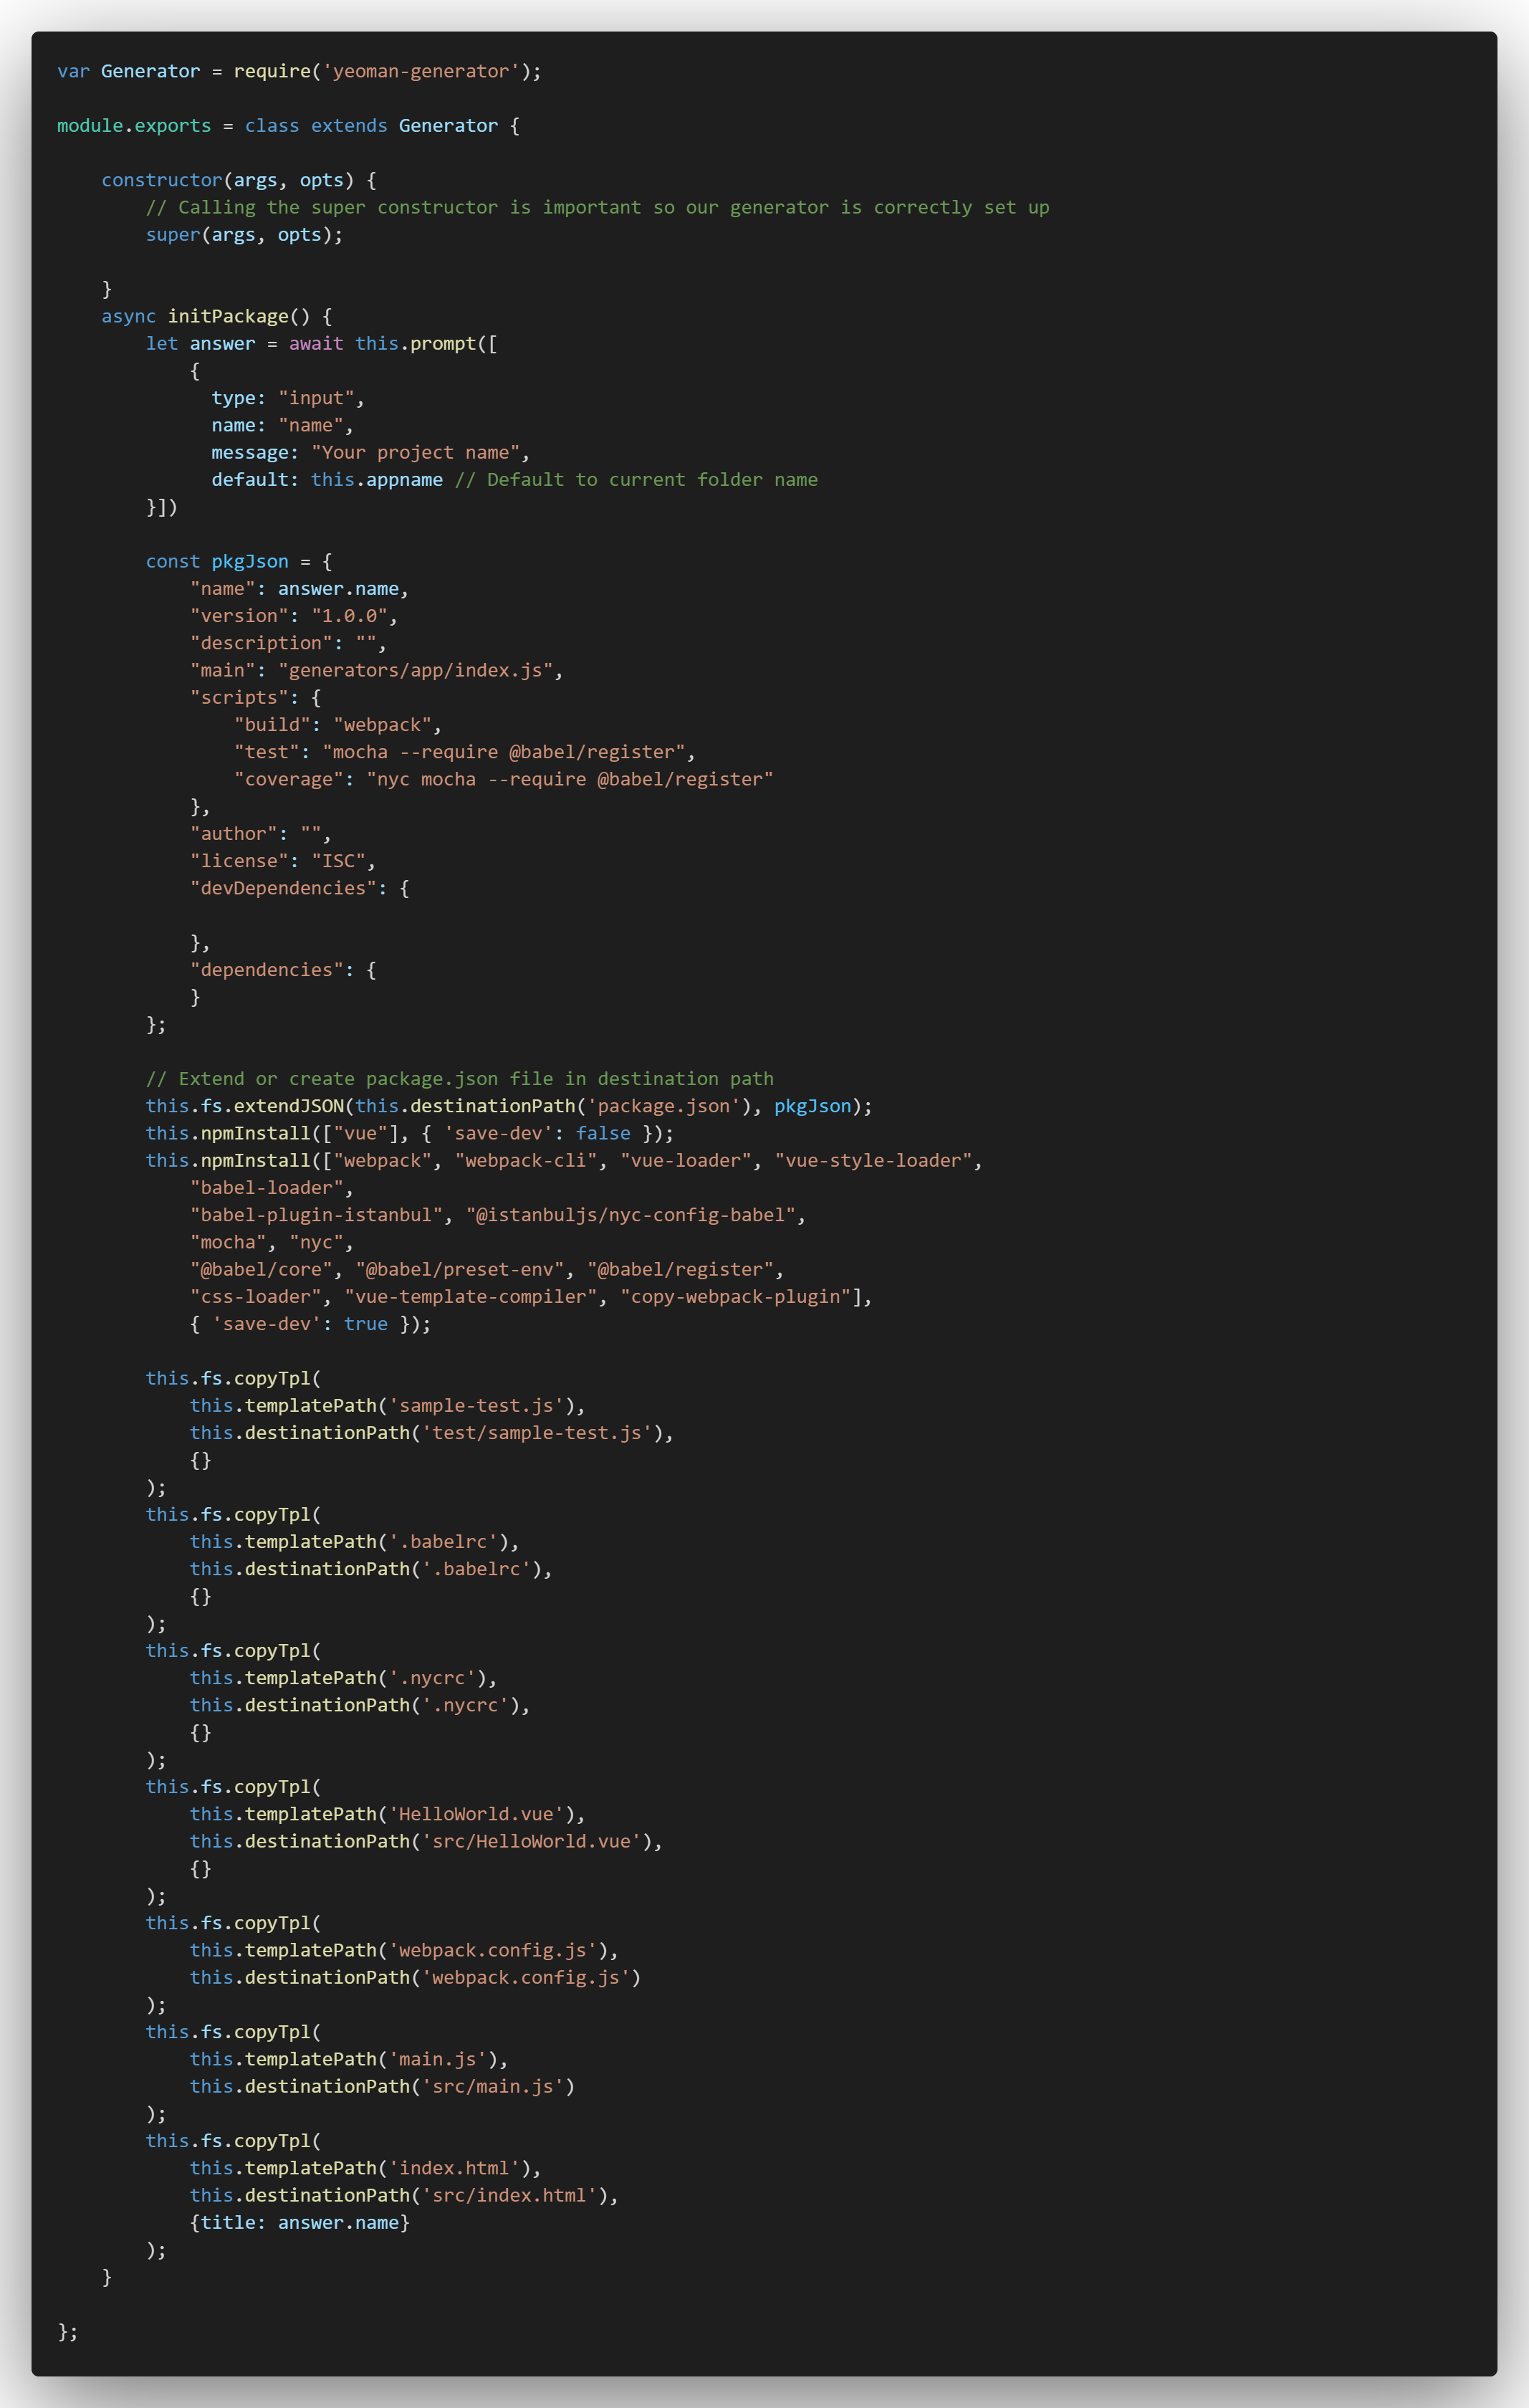 var Generator = require('yeoman-generator');
module.exports = class extends Generator {
constructor(args, opts) {
// Calling the super constructor is important so our generator is correctly set up
super(args, opts);
}
async initPackage() {
let answer = await this.prompt([
{
type: "input",
name: "name",
message: "Your project name",
default: this.appname // Default to current folder name
}])
const pkgJson = {
"name": answer.name,
"version": "1.0.0",
"description": "",
"main": "generators/app/index.js",
"scripts": {
"build": "webpack",
"test": "mocha --require @babel/register",
"coverage": "nyc mocha --require @babel/register"
},
"author": "",
"license": "ISC",
"devDependencies": {
},
"dependencies": {
}
};
// Extend or create package.json file in destination path
this.fs.extendJSON(this.destinationPath('package.json'), pkgJson);
this.npmInstall(["vue"], { 'save-dev': false });
this.npmInstall(["webpack", "webpack-cli", "vue-loader", "vue-style-loader",
"babel-loader",
"babel-plugin-istanbul", "@istanbuljs/nyc-config-babel",
"mocha", "nyc",
"@babel/core", "@babel/preset-env", "@babel/register",
"css-loader", "vue-template-compiler", "copy-webpack-plugin"],
{ 'save-dev': true });
this.fs.copyTpl(
this.templatePath('sample-test.js'),
this.destinationPath('test/sample-test.js'),
{}
);
this.fs.copyTpl(
this.templatePath('.babelrc'),
this.destinationPath('.babelrc'),
{}
);
this.fs.copyTpl(
this.templatePath('.nycrc'),
this.destinationPath('.nycrc'),
{}
);
this.fs.copyTpl(
this.templatePath('HelloWorld.vue'),
this.destinationPath('src/HelloWorld.vue'),
{}
);
this.fs.copyTpl(
this.templatePath('webpack.config.js'),
this.destinationPath('webpack.config.js')
);
this.fs.copyTpl(
this.templatePath('main.js'),
this.destinationPath('src/main.js')
);
this.fs.copyTpl(
this.templatePath('index.html'),
this.destinationPath('src/index.html'),
{title: answer.name}
);
}
};